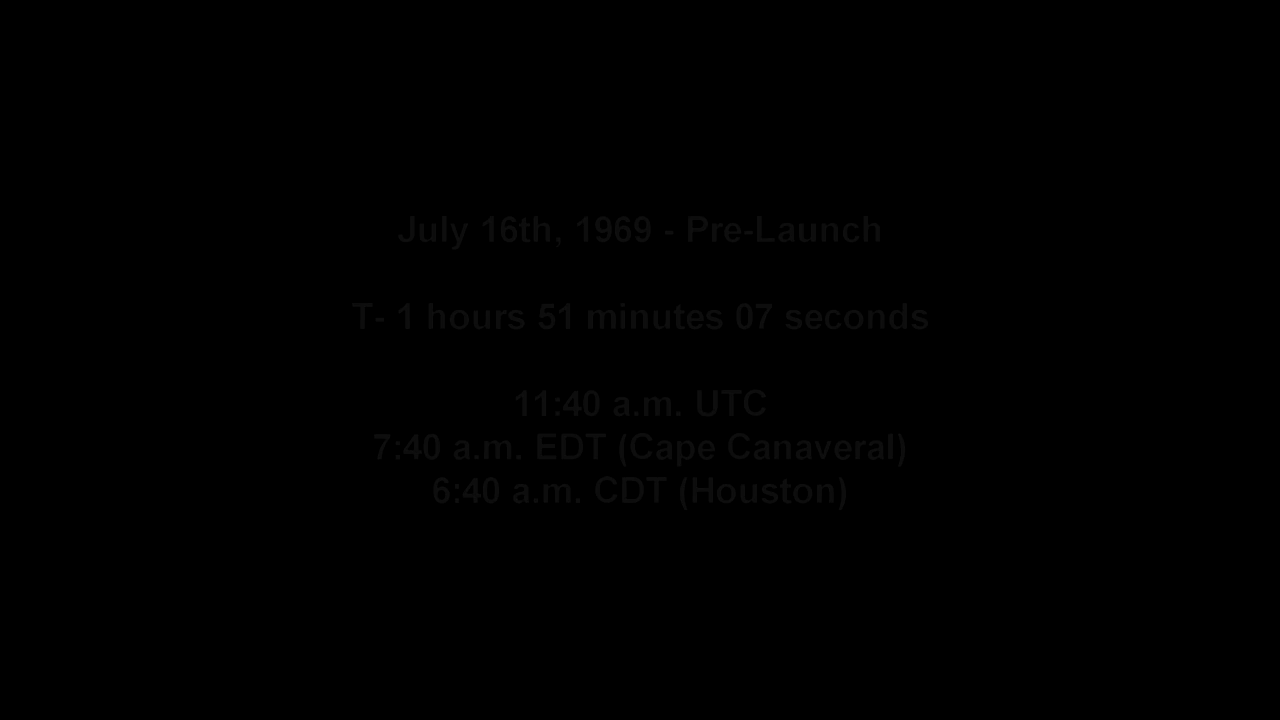 July 16th, 1969 - Pre-Launch
T- 1 hours 51 minutes 07 seconds
11:40 a.m. UTC
7:40 a.m. EDT (Cape Canaveral)
6:40 a.m. CDT (Houston)